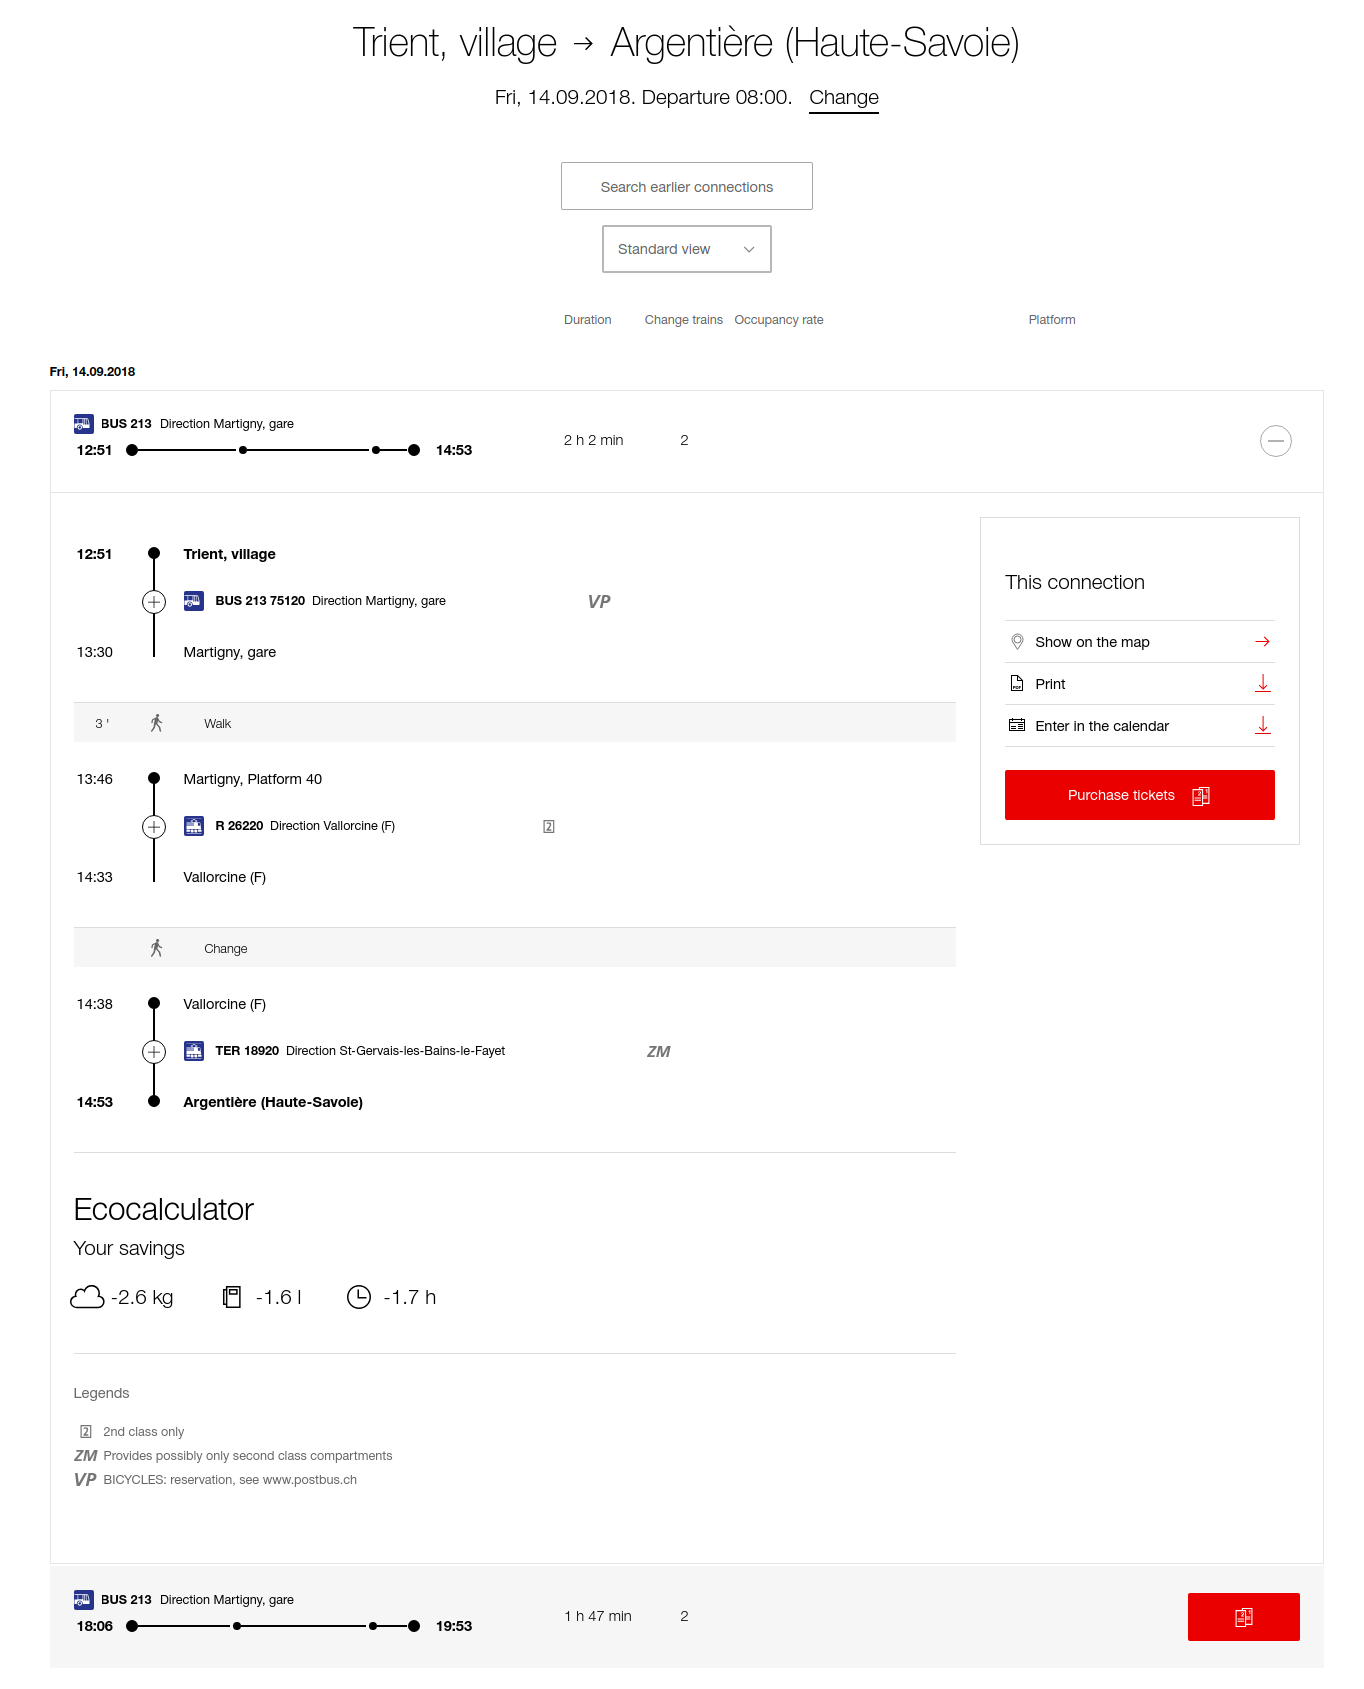 Trient, village → Argentière (Haute-Savoie)
Fri, 14.09.2018. Departure 08:00. Change
Search earlier connections
Standard view
Duration Change trains Occupancy rate Platform
Fri, 14.09.2018
BUS 213 Direction Martigny, gare
12:51 14:53 2 h 2 min 2
12:51 Trient, village
BUS 213 75120 Direction Martigny, gare VP
13:30 Martigny, gare
3 ' Walk
13:46 Martigny, Platform 40
R 26220 Direction Vallorcine (F) 2
14:33 Vallorcine (F)
Change
14:38 Vallorcine (F)
TER 18920 Direction St-Gervais-les-Bains-le-Fayet ZM
14:53 Argentière (Haute-Savoie)
This connection
Show on the map
Print
Enter in the calendar
Purchase tickets
Ecocalculator
Your savings
-2.6 kg -1.6 l -1.7 h
Legends
2 2nd class only
ZM Provides possibly only second class compartments
VP BICYCLES: reservation, see www.postbus.ch
BUS 213 Direction Martigny, gare
18:06 19:53 1 h 47 min 2